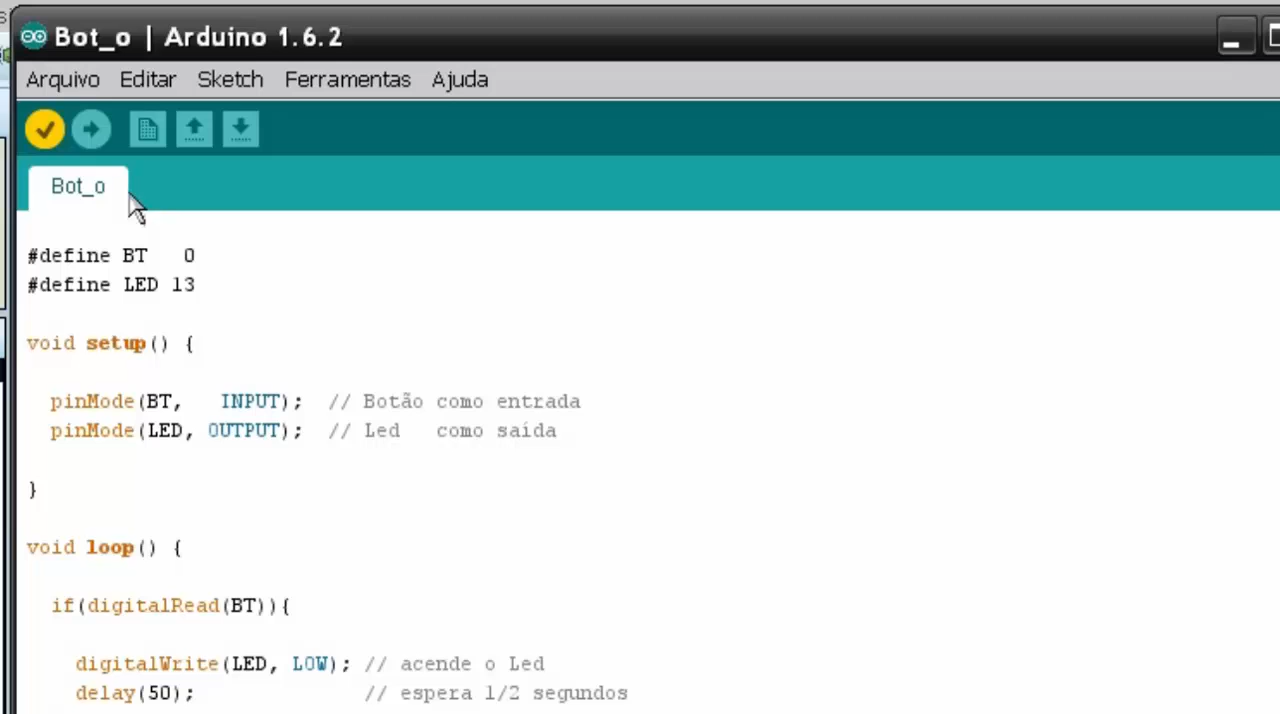 Bot_o | Arduino 1.6.2
Arquivo Editar Sketch Ferramentas Ajuda
Bot_o
#define BT   0
#define LED 13
void setup() {
  pinMode(BT,   INPUT);  // Botão como entrada
  pinMode(LED, OUTPUT);  // Led   como saída
}
void loop() {
  if(digitalRead(BT)){
    digitalWrite(LED, LOW); // acende o Led
    delay(50);              // espera 1/2 segundos